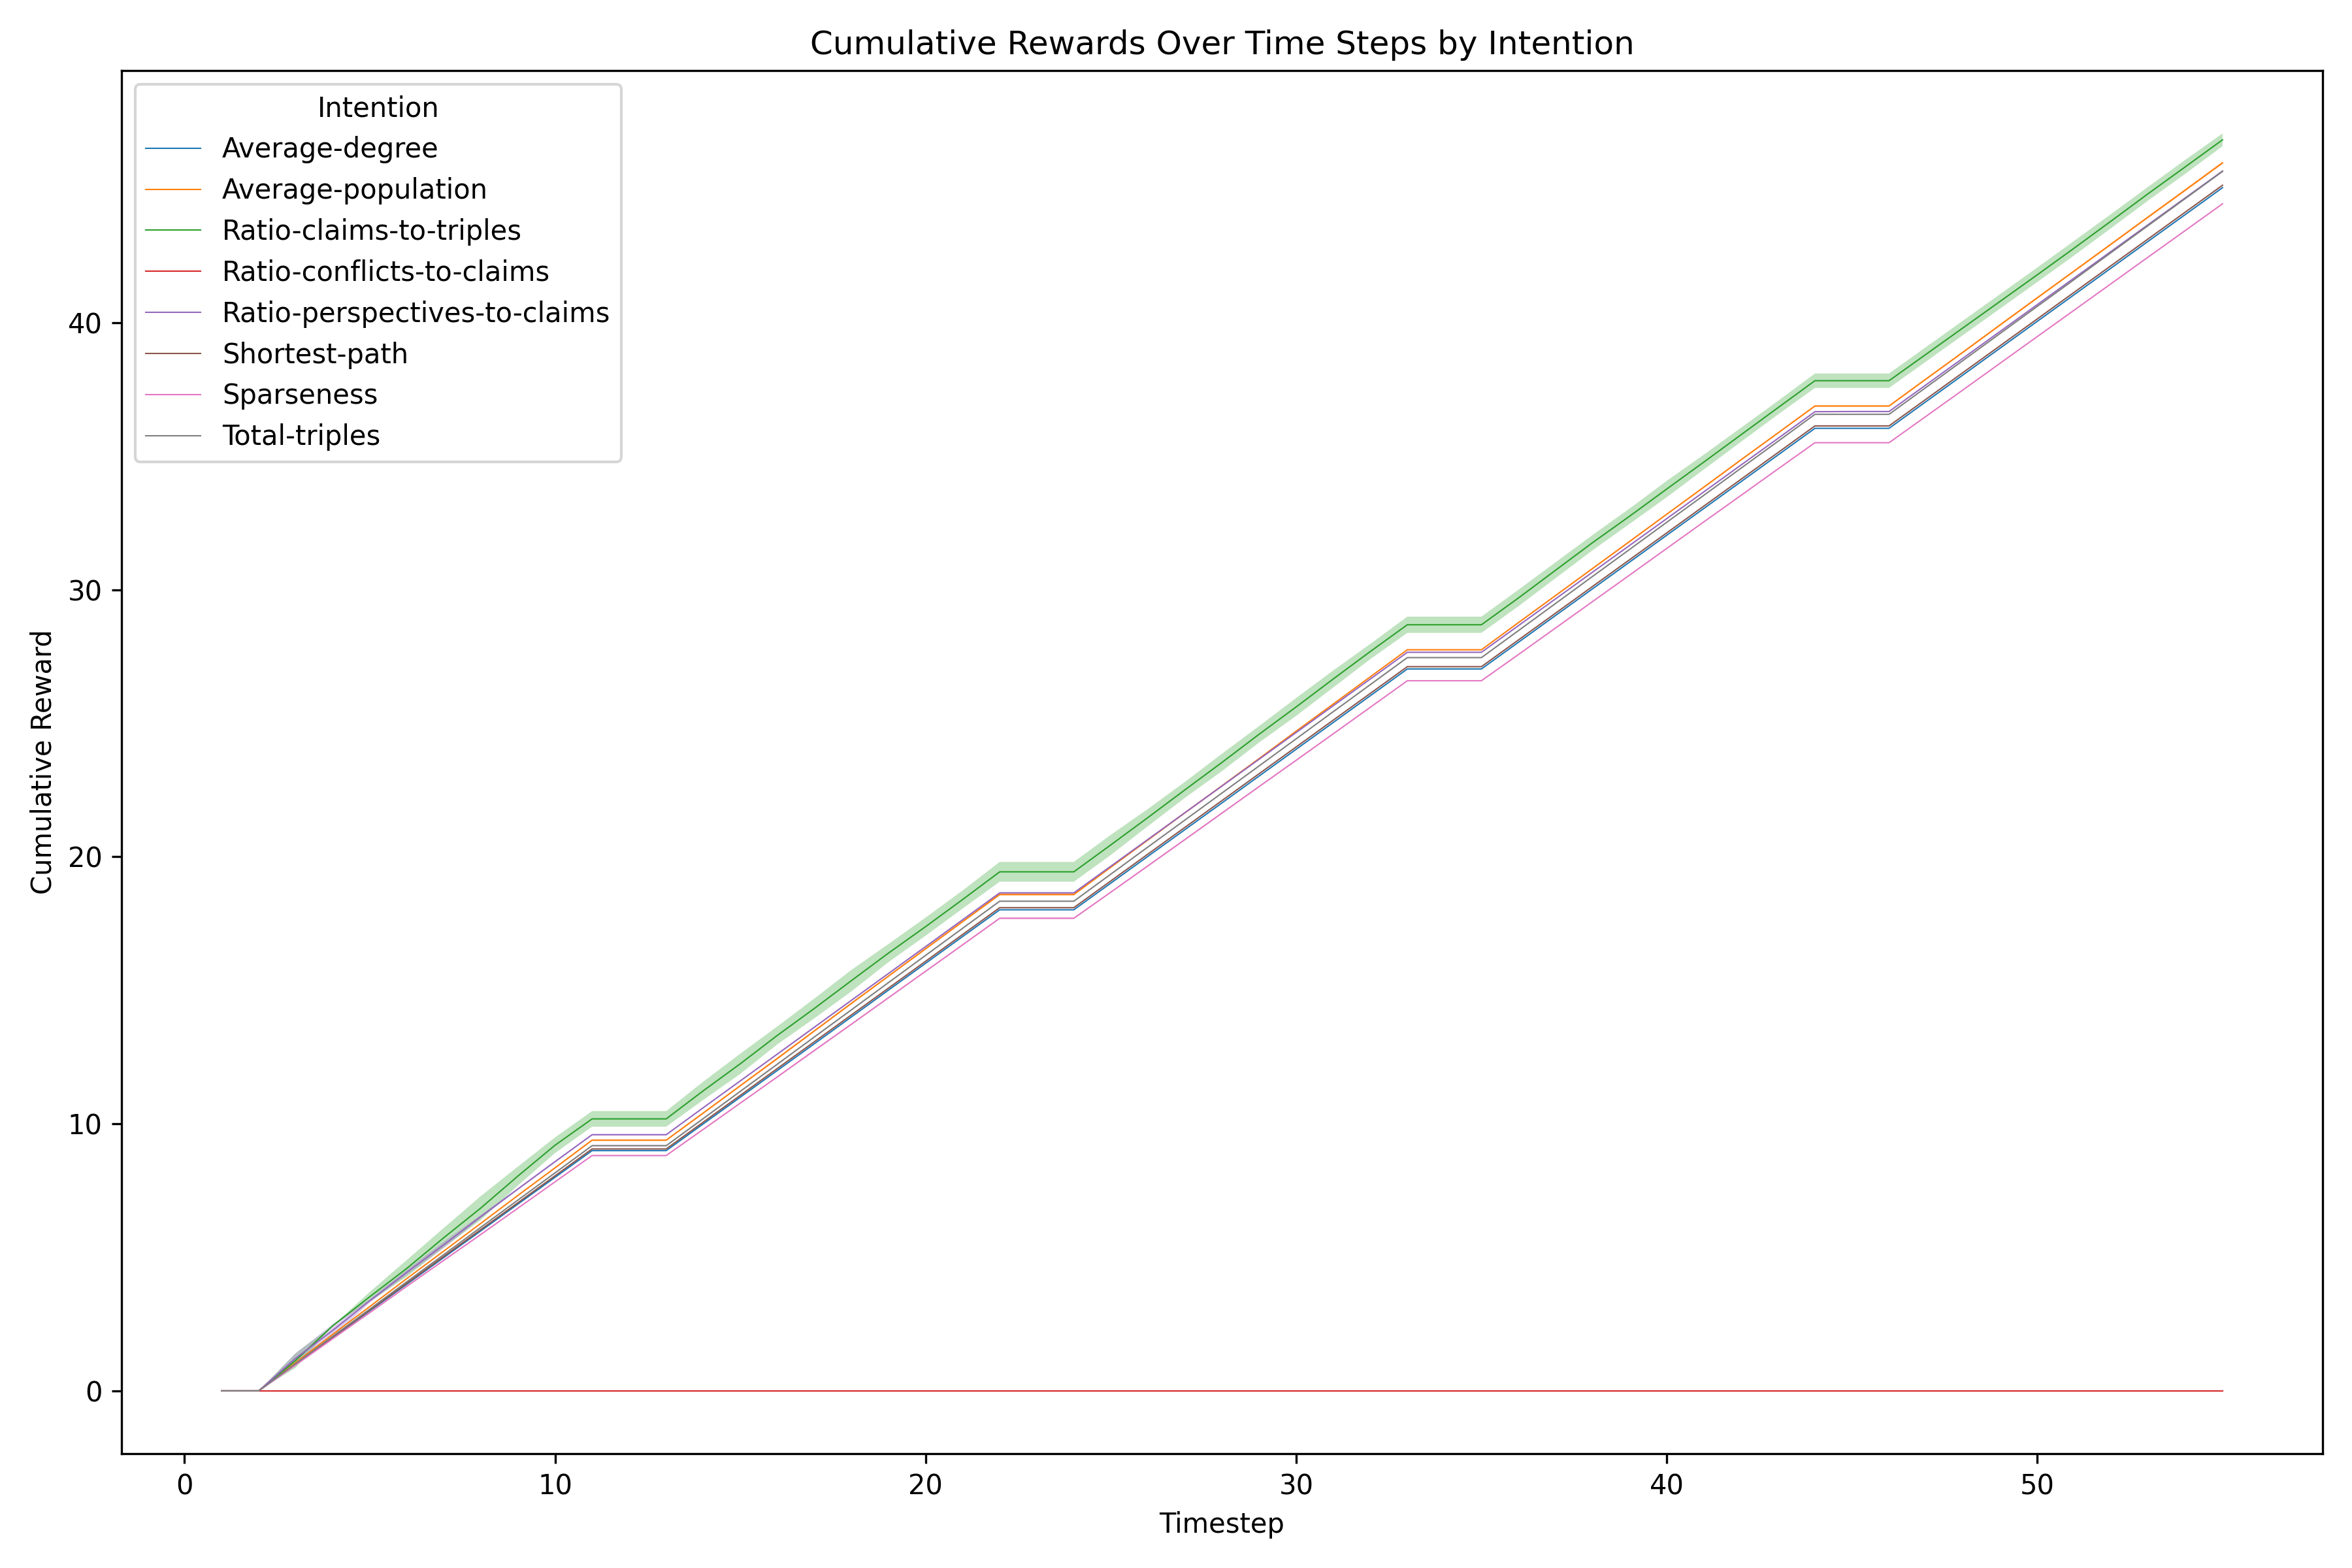 Cumulative Rewards Over Time Steps by Intention
Intention
Average-degree
Average-population
Ratio-claims-to-triples
Ratio-conflicts-to-claims
Ratio-perspectives-to-claims
Shortest-path
Sparseness
Total-triples
Cumulative Reward
40
30
20
10
0
0 10 20 30 40 50
Timestep